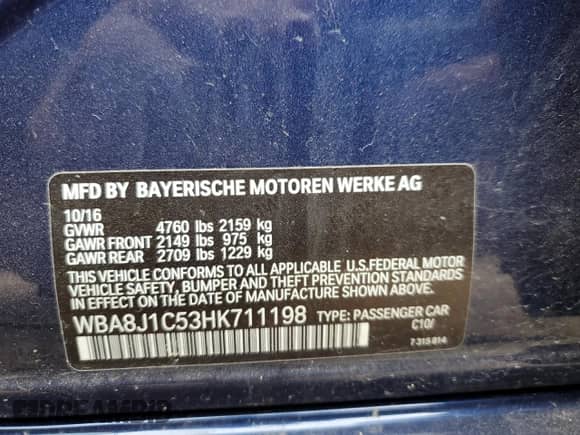 MFD BY BAYERISCHE MOTOREN WERKE AG
10/16
GVWR 4760 lbs 2159 kg
GAWR FRONT 2149 lbs 975 kg
GAWR REAR 2709 lbs 1229 kg
THIS VEHICLE CONFORMS TO ALL APPLICABLE U.S.FEDERAL MOTOR
VEHICLE SAFETY, BUMPER AND THEFT PREVENTION STANDARDS
IN EFFECT ON THE DATE OF MANUFACTURE SHOWN ABOVE.
WBA8J1C53HK711198 TYPE: PASSENGER CAR
C10/
7 315 814